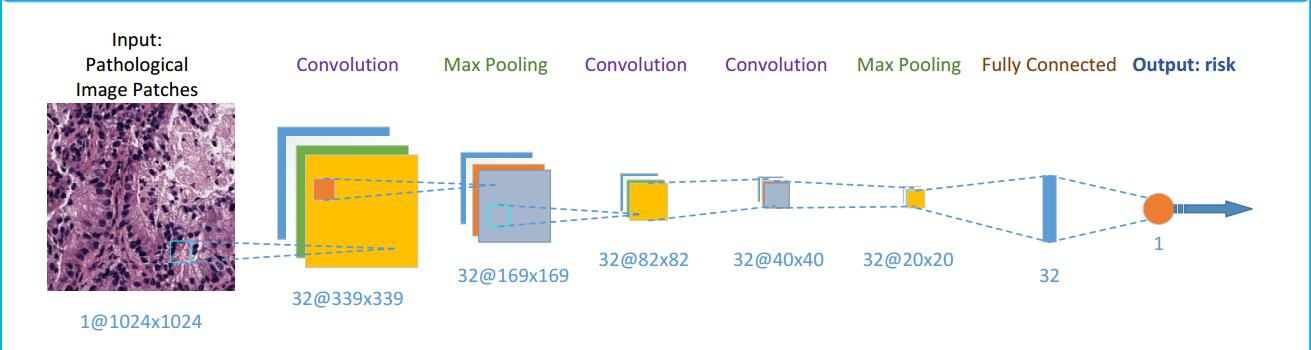 Input:
Pathological
Image Patches
Convolution
Max Pooling
Convolution
Convolution
Max Pooling
Fully Connected
Output: risk
1@1024x1024
32@339x339
32@169x169
32@82x82
32@40x40
32@20x20
32
1